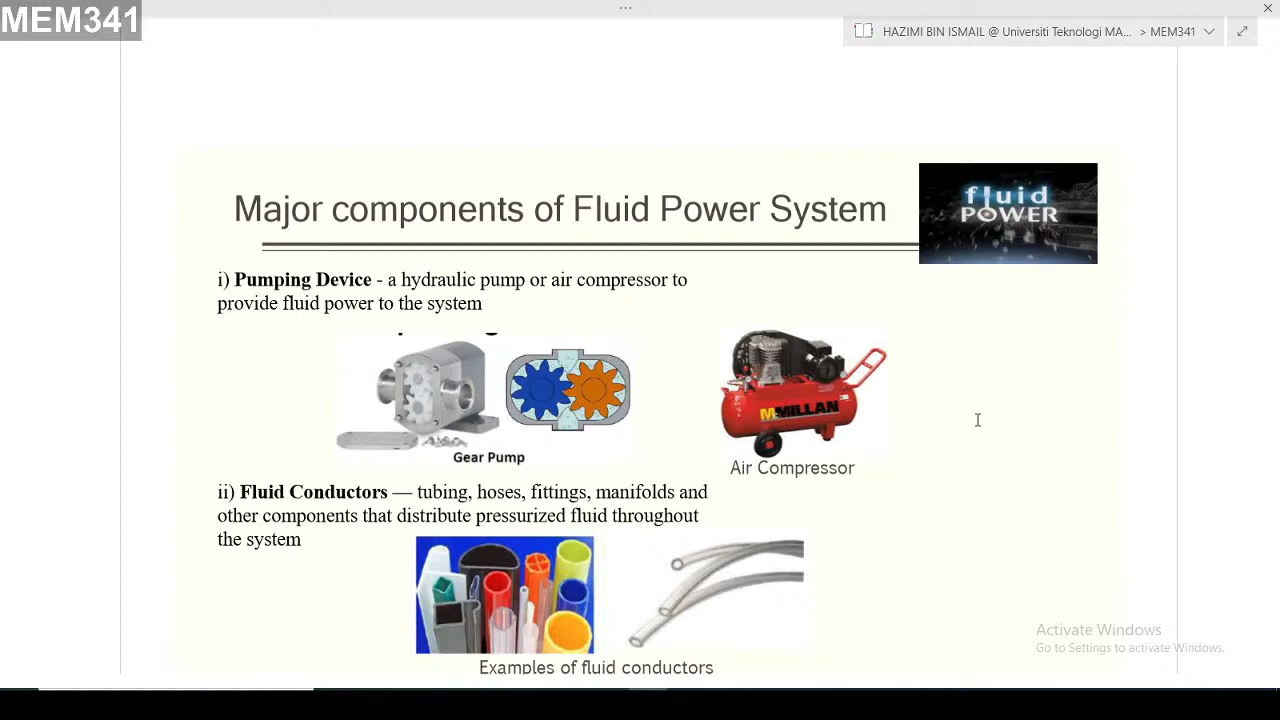 MEM341
HAZIMI BIN ISMAIL @ Universiti Teknologi MA... > MEM341
fluid
POWER
Major components of Fluid Power System
i) Pumping Device - a hydraulic pump or air compressor to
provide fluid power to the system
McMILLAN
Gear Pump
Air Compressor
ii) Fluid Conductors — tubing, hoses, fittings, manifolds and
other components that distribute pressurized fluid throughout
the system
Examples of fluid conductors
Activate Windows
Go to Settings to activate Windows.